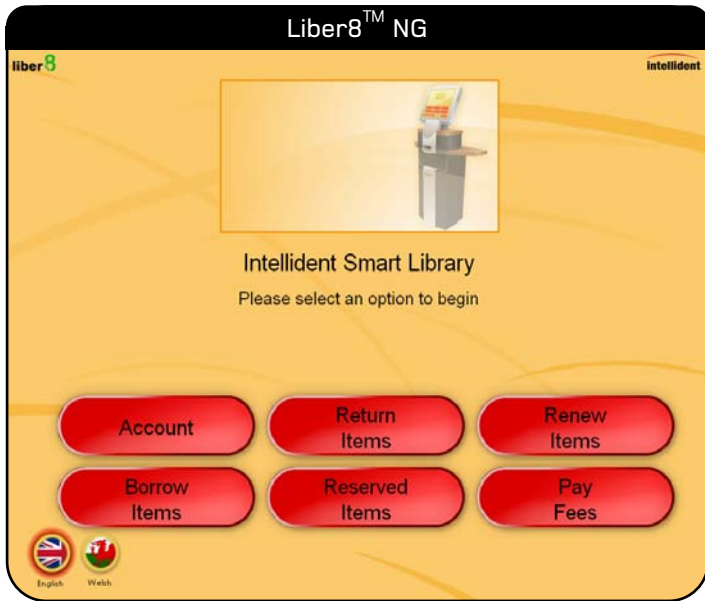 Liber8™ NG
liber8
intellident
Intellident Smart Library
Please select an option to begin
Account
Return
Items
Renew
Items
Borrow
Items
Reserved
Items
Pay
Fees
English
Welsh